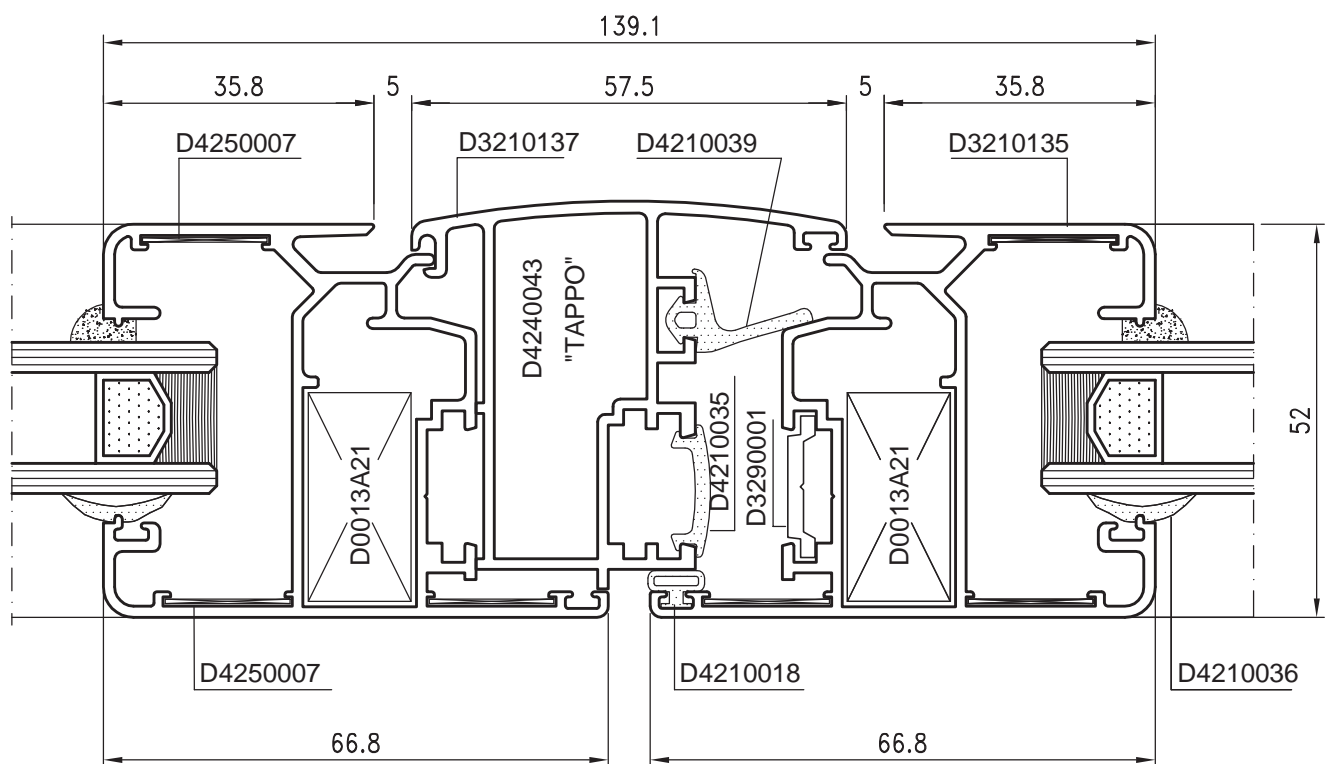 139.1
35.8
5
57.5
5
35.8
D4250007
D3210137
D4210039
D3210135
D4240043
"TAPPO"
52
D4210035
D3290001
D0013A21
D0013A21
D4250007
D4210018
D4210036
66.8
66.8